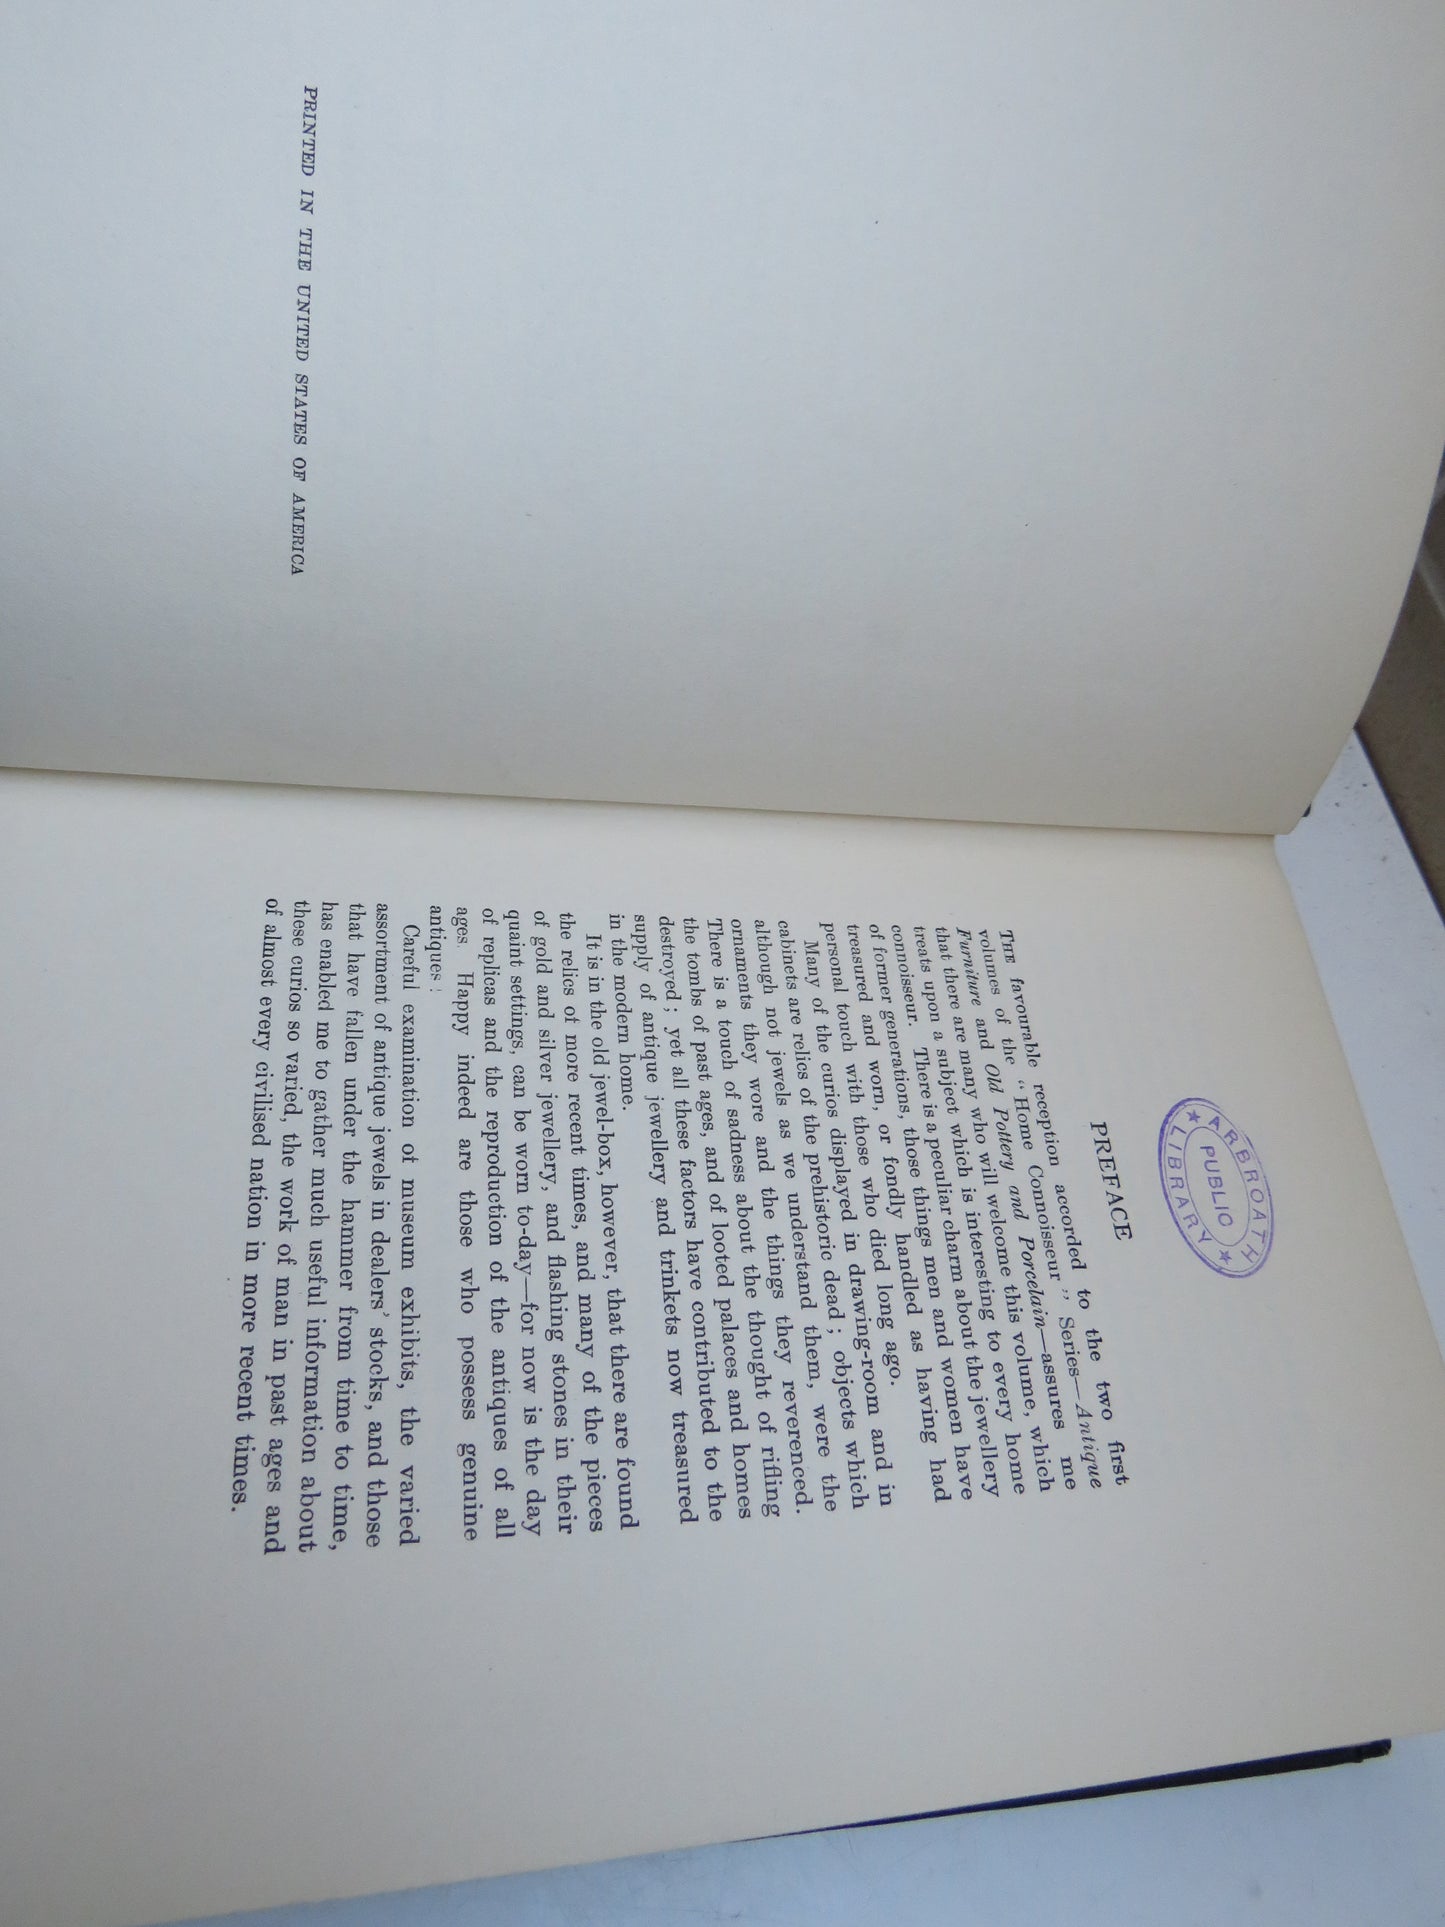 PRINTED IN THE UNITED STATES OF AMERICA
ARBROATH
PUBLIC
LIBRARY
PREFACE
THE favourable reception accorded to the two first
volumes of the "Home Connoisseur" Series—Antique
Furniture and Old Pottery and Porcelain—assures me
that there are many who will welcome this volume, which
treats upon a subject which is interesting to every home
connoisseur. There is a peculiar charm about the jewellery
of former generations, those things men and women have
treasured and worn, or fondly handled as having had
personal touch with those who died long ago.
Many of the curios displayed in drawing-room and in
cabinets are relics of the prehistoric dead; objects which
although not jewels as we understand them, were the
ornaments they wore and the things they reverenced.
There is a touch of sadness about the thought of rifling
the tombs of past ages, and of looted palaces and homes
destroyed; yet all these factors have contributed to the
supply of antique jewellery and trinkets now treasured
in the modern home.
It is in the old jewel-box, however, that there are found
the relics of more recent times, and many of the pieces
of gold and silver jewellery, and flashing stones in their
quaint settings, can be worn to-day—for now is the day
of replicas and the reproduction of the antiques of all
ages. Happy indeed are those who possess genuine
antiques!
Careful examination of museum exhibits, the varied
assortment of antique jewels in dealers' stocks, and those
that have fallen under the hammer from time to time,
has enabled me to gather much useful information about
these curios so varied, the work of man in past ages and
of almost every civilised nation in more recent times.